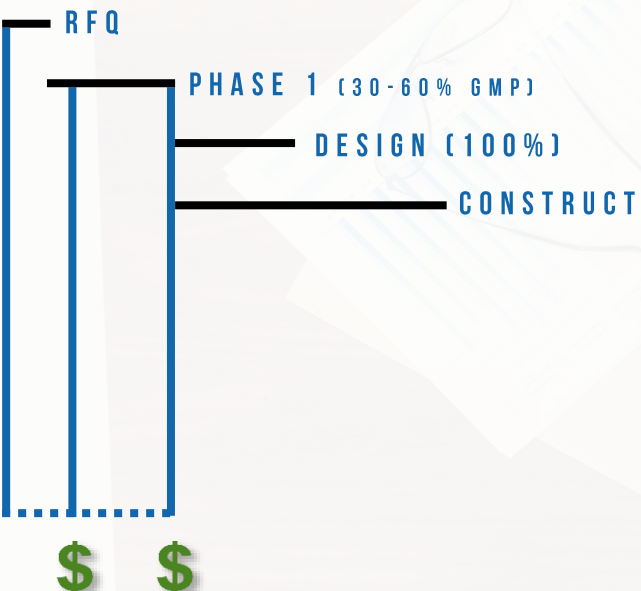 RFQ
PHASE 1 (30-60% GMP)
DESIGN (100%)
CONSTRUCT
$ $